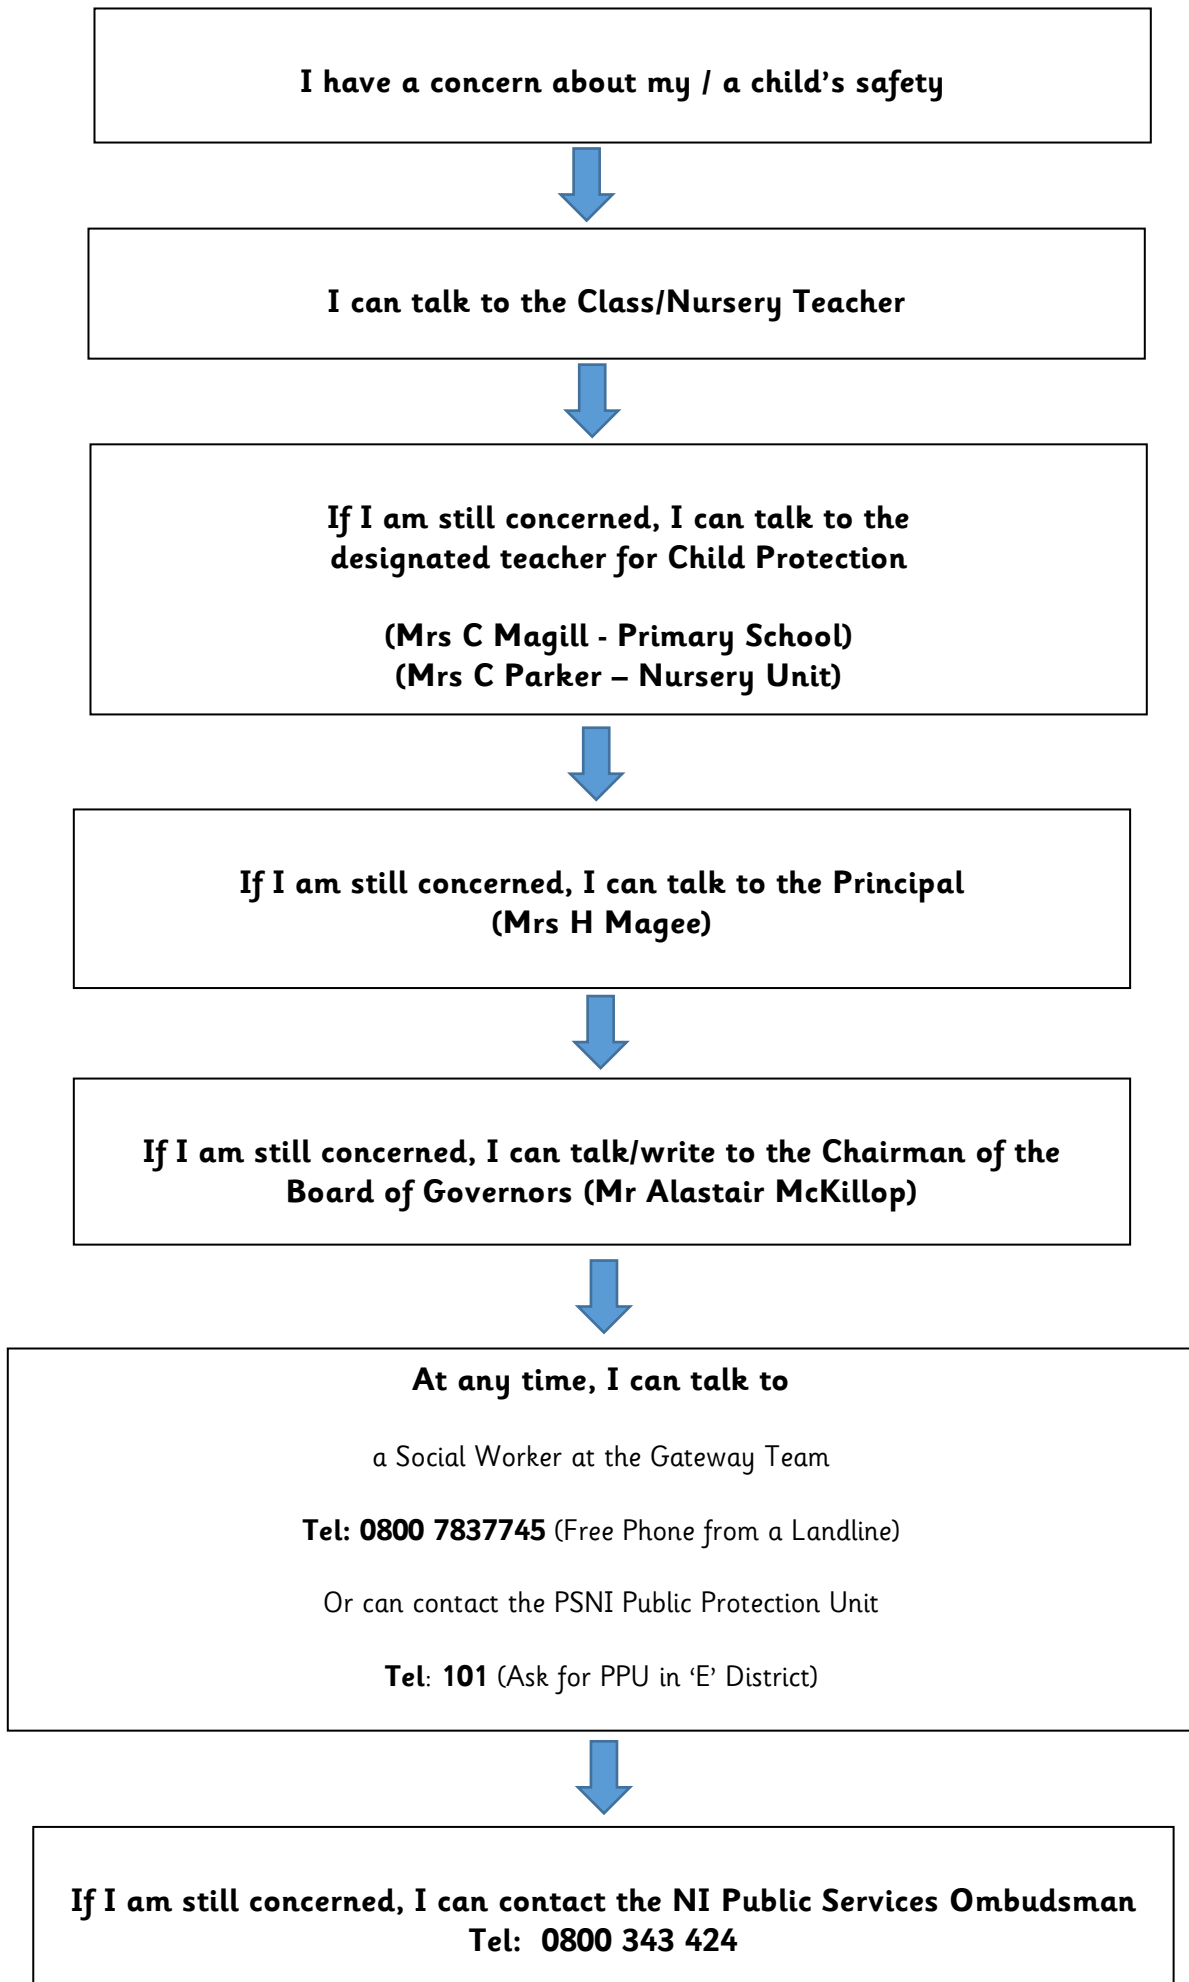 I have a concern about my / a child’s safety
I can talk to the Class/Nursery Teacher
If I am still concerned, I can talk to the
designated teacher for Child Protection
(Mrs C Magill - Primary School)
(Mrs C Parker – Nursery Unit)
If I am still concerned, I can talk to the Principal
(Mrs H Magee)
If I am still concerned, I can talk/write to the Chairman of the
Board of Governors (Mr Alastair McKillop)
At any time, I can talk to
a Social Worker at the Gateway Team
Tel: 0800 7837745 (Free Phone from a Landline)
Or can contact the PSNI Public Protection Unit
Tel: 101 (Ask for PPU in ‘E’ District)
If I am still concerned, I can contact the NI Public Services Ombudsman
Tel:  0800 343 424